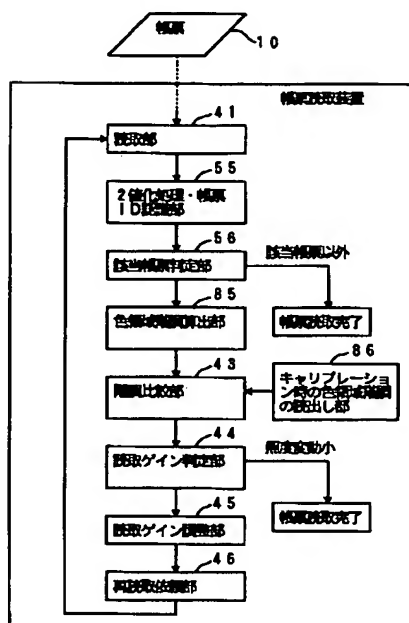 帳票
10
帳票読取装置
41
読取部
55
2値化処理・帳票
ID認識部
56
該当帳票判定部
該当帳票以外
85
色領域階調算出部
帳票読取完了
86
43
階調比較部
キャリブレーショ
ン時の色領域階調
の読出し部
44
読取ゲイン判定部
照度変動小
45
読取ゲイン調整部
帳票読取完了
46
再読取依頼部